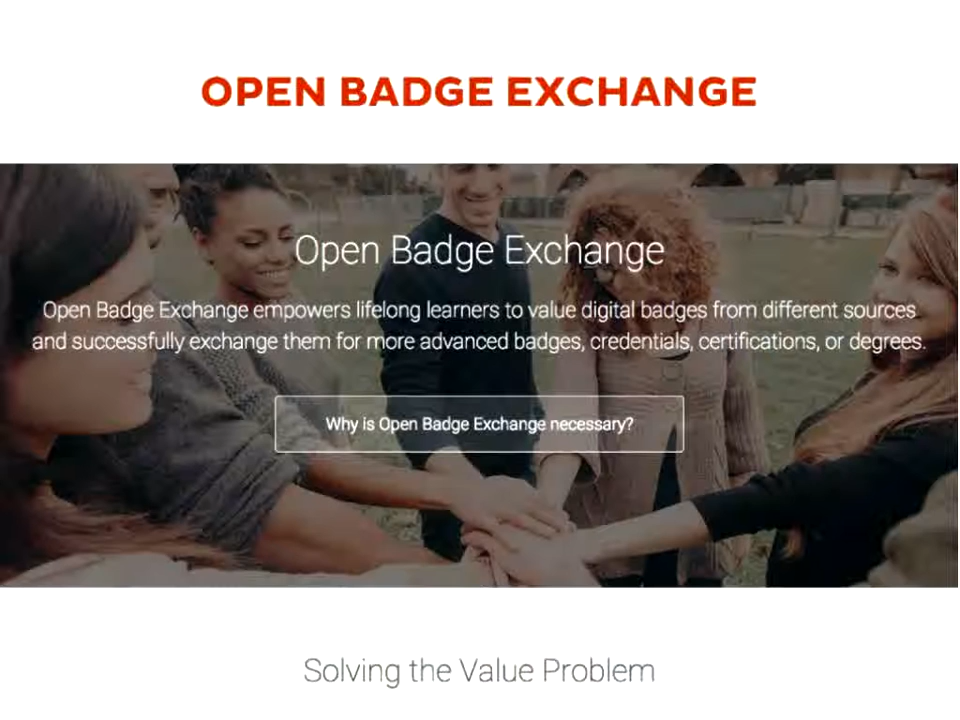 OPEN BADGE EXCHANGE
Open Badge Exchange
Open Badge Exchange empowers lifelong learners to value digital badges from different sources
and successfully exchange them for more advanced badges, credentials, certifications, or degrees.
Why is Open Badge Exchange necessary?
Solving the Value Problem